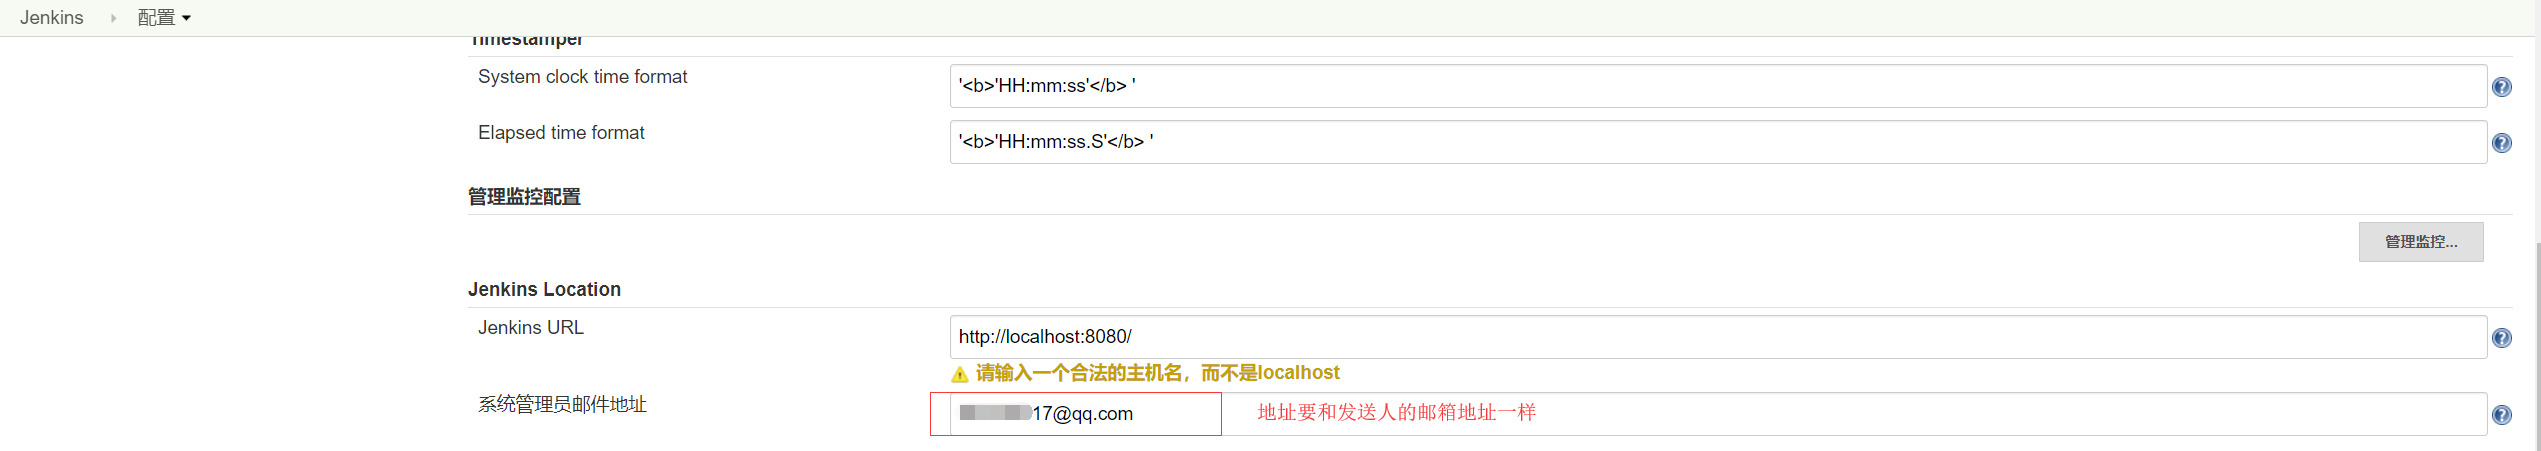 Jenkins 配置
Timestamper
System clock time format
'<b>'HH:mm:ss'</b> '
Elapsed time format
'<b>'HH:mm:ss.S'</b> '
管理监控配置
管理监控...
Jenkins Location
Jenkins URL
http://localhost:8080/
请输入一个合法的主机名，而不是localhost
系统管理员邮件地址
17@qq.com
地址要和发送人的邮箱地址一样